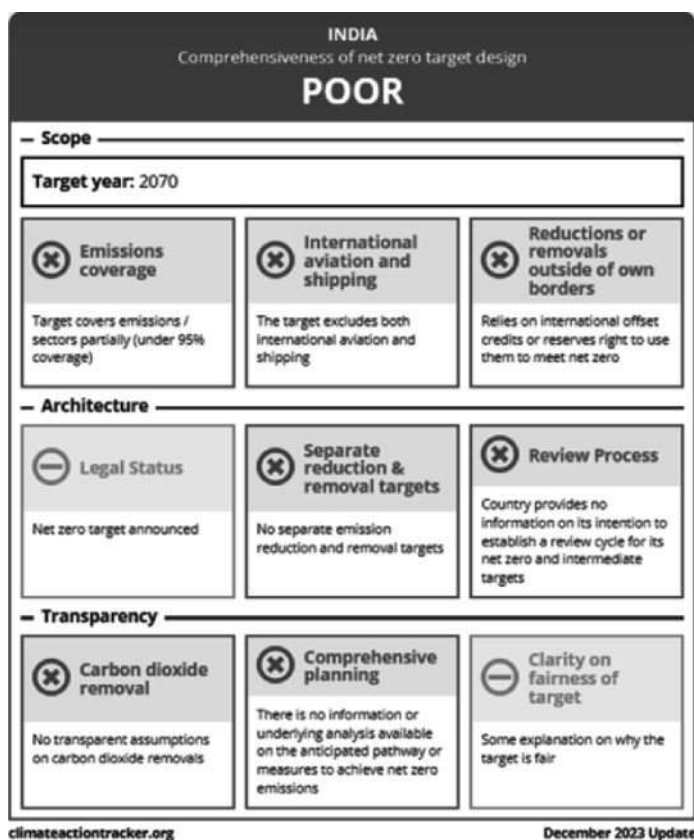 INDIA
Comprehensiveness of net zero target design
POOR
Scope
Target year: 2070
Emissions
coverage
Target covers emissions /
sectors partially (under 95%
coverage)
International
aviation and
shipping
The target excludes both
international aviation and
shipping
Reductions or
removals
outside of own
borders
Relies on international offset
credits or reserves right to use
them to meet net zero
Architecture
Legal Status
Net zero target announced
Separate
reduction &
removal targets
No separate emission
reduction and removal targets
Review Process
Country provides no
information on its intention to
establish a review cycle for its
net zero and intermediate
targets
Transparency
Carbon dioxide
removal
No transparent assumptions
on carbon dioxide removals
Comprehensive
planning
There is no information or
underlying analysis available
on the anticipated pathway or
measures to achieve net zero
emissions
Clarity on
fairness of
target
Some explanation on why the
target is fair
climateactiontracker.org
December 2023 Update